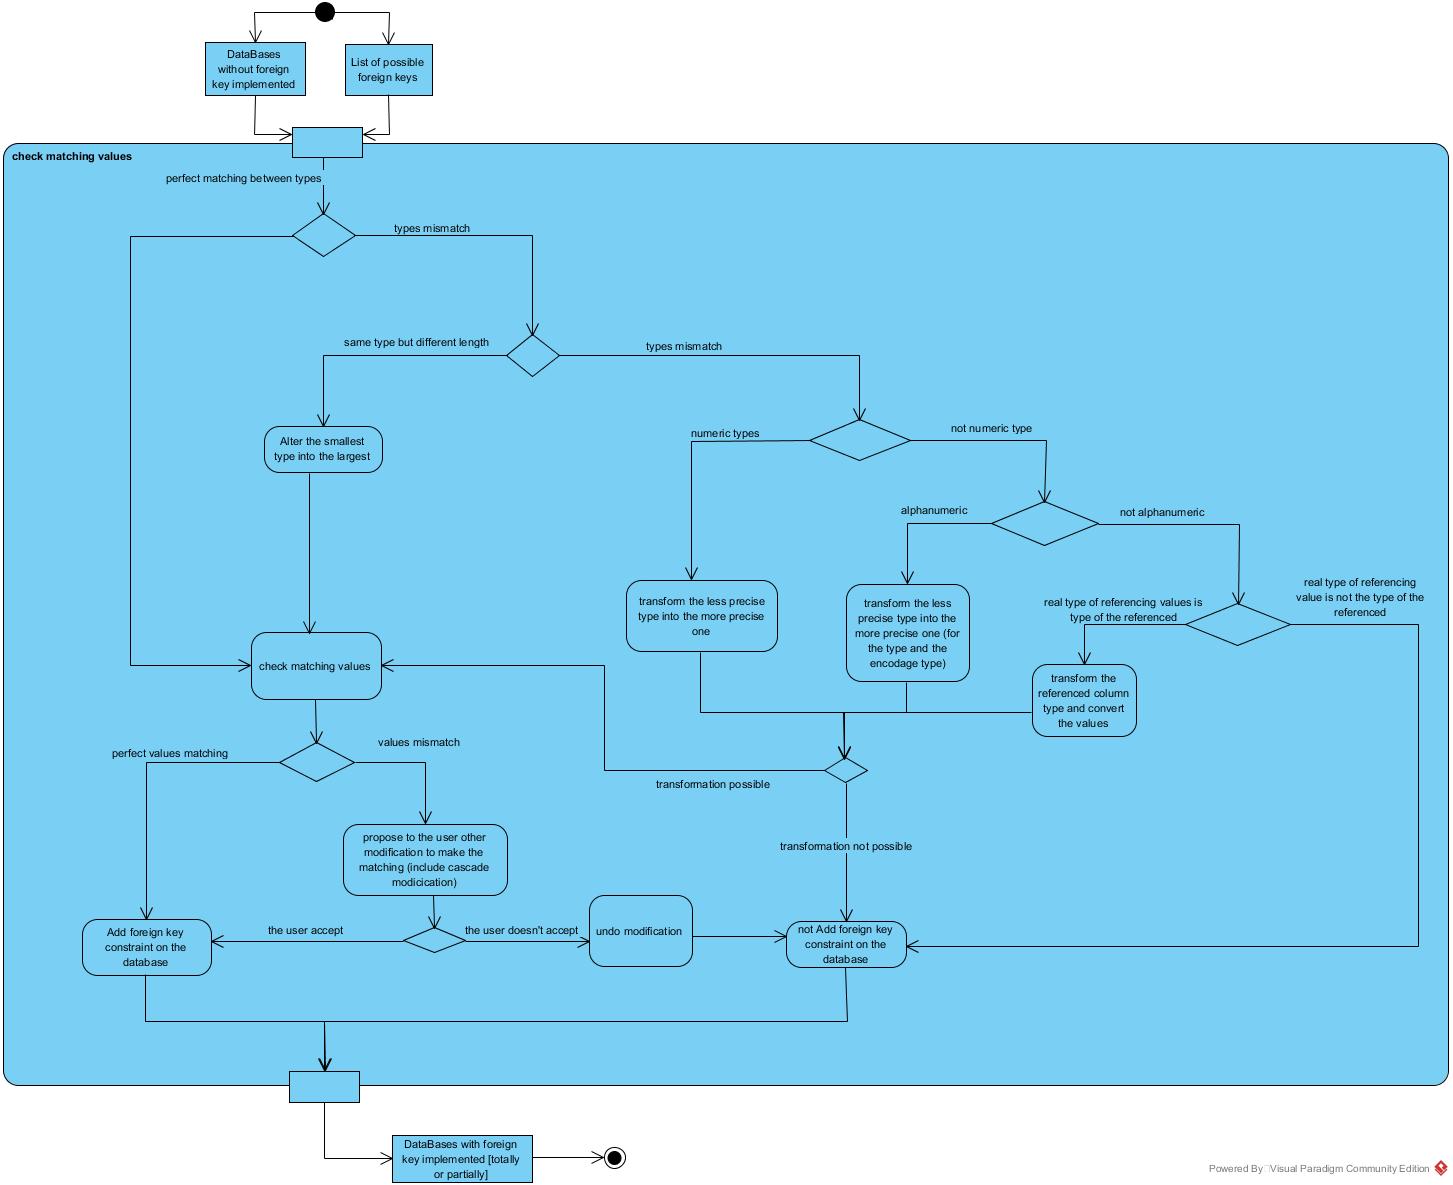 DataBases
without foreign
key implemented
List of possible
foreign keys
check matching values
perfect matching between types
types mismatch
same type but different length
types mismatch
Alter the smallest
type into the largest
numeric types
not numeric type
alphanumeric
not alphanumeric
real type of referencing
value is not the type of the
referenced
real type of referencing values is
type of the referenced
transform the less precise
type into the more precise
one
transform the less
precise type into the
more precise one (for
the type and the
encodage type)
transform the
referenced column
type and convert
the values
check matching values
perfect values matching
values mismatch
transformation possible
propose to the user other
modification to make the
matching (include cascade
modicication)
transformation not possible
the user accept
the user doesn't accept
undo modification
Add foreign key
constraint on the
database
not Add foreign key
constraint on the
database
DataBases with foreign
key implemented [totally
or partially]
Powered By Visual Paradigm Community Edition